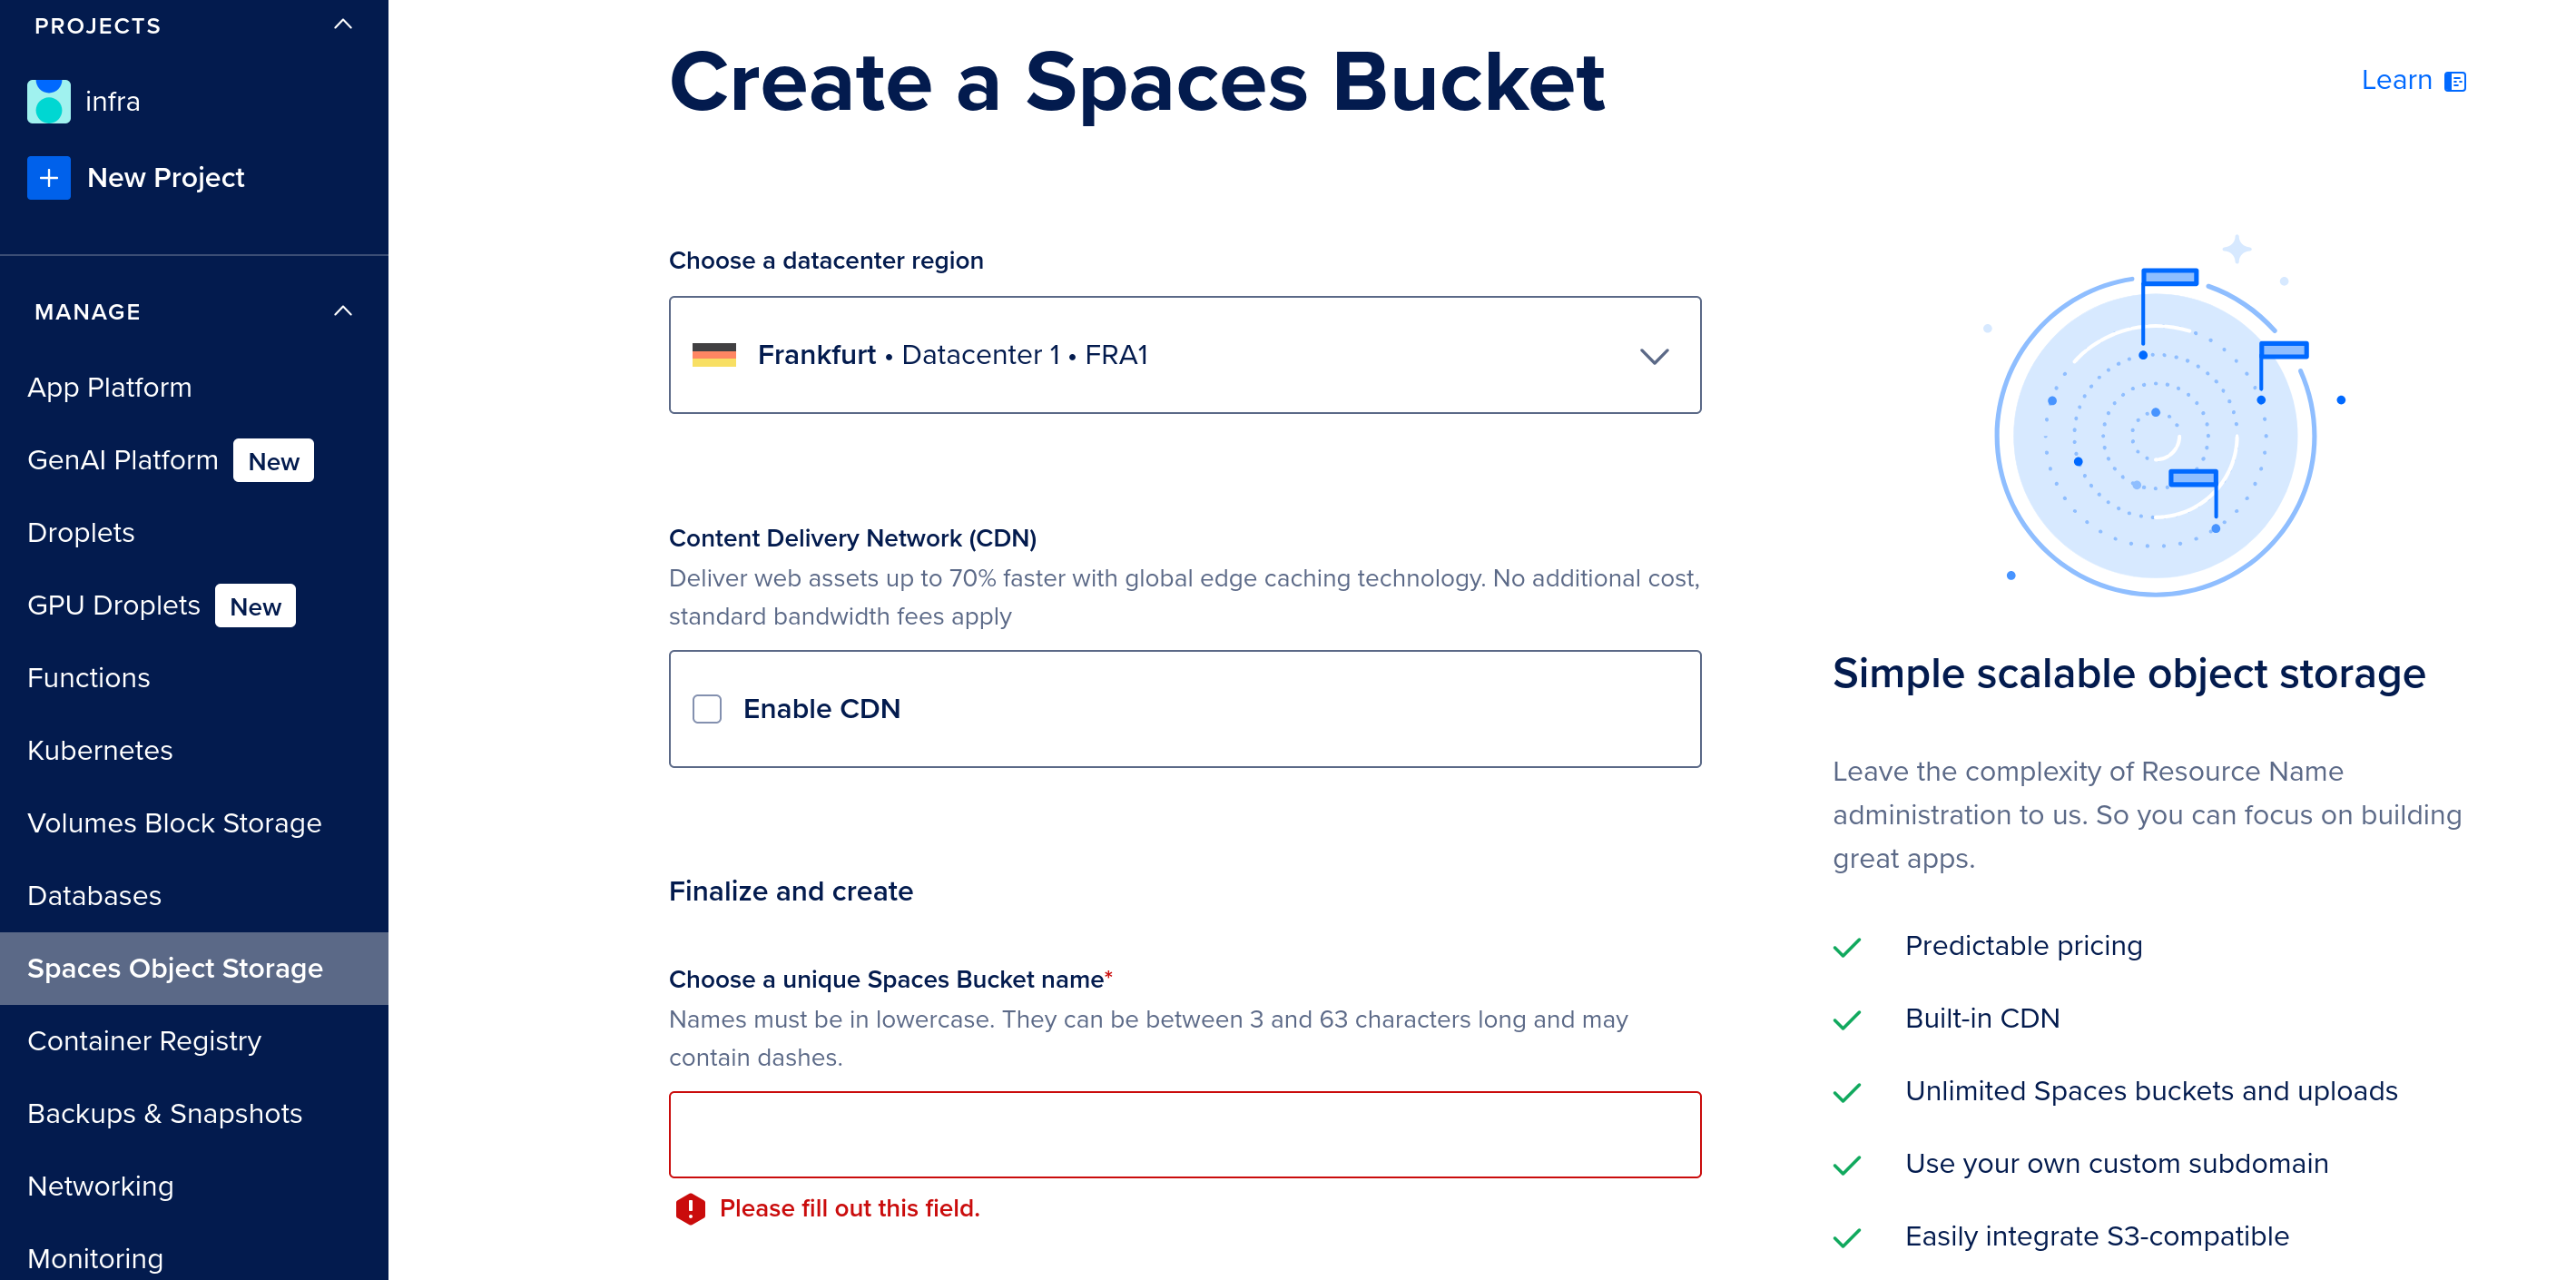 PROJECTS
infra
New Project
MANAGE
App Platform
GenAI Platform New
Droplets
GPU Droplets New
Functions
Kubernetes
Volumes Block Storage
Databases
Spaces Object Storage
Container Registry
Backups & Snapshots
Networking
Monitoring
Create a Spaces Bucket
Learn
Choose a datacenter region
Frankfurt • Datacenter 1 • FRA1
Content Delivery Network (CDN)
Deliver web assets up to 70% faster with global edge caching technology. No additional cost,
standard bandwidth fees apply
Enable CDN
Finalize and create
Choose a unique Spaces Bucket name*
Names must be in lowercase. They can be between 3 and 63 characters long and may
contain dashes.
Please fill out this field.
Simple scalable object storage
Leave the complexity of Resource Name
administration to us. So you can focus on building
great apps.
Predictable pricing
Built-in CDN
Unlimited Spaces buckets and uploads
Use your own custom subdomain
Easily integrate S3-compatible